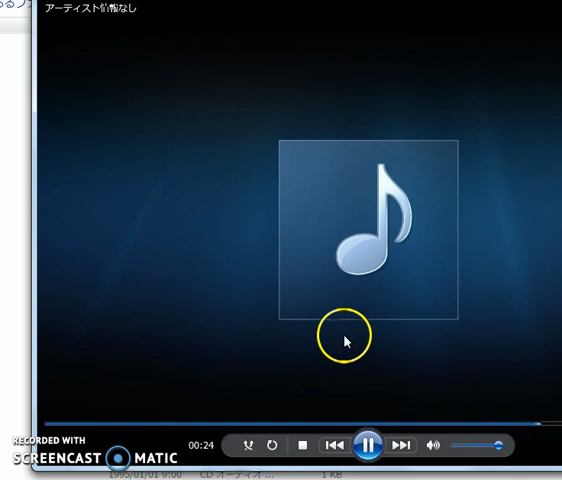 アーティスト情報なし
00:24
RECORDED WITH
SCREENCAST MATIC
1995/01/01 9:00 CD オーディオ ... 1 KB